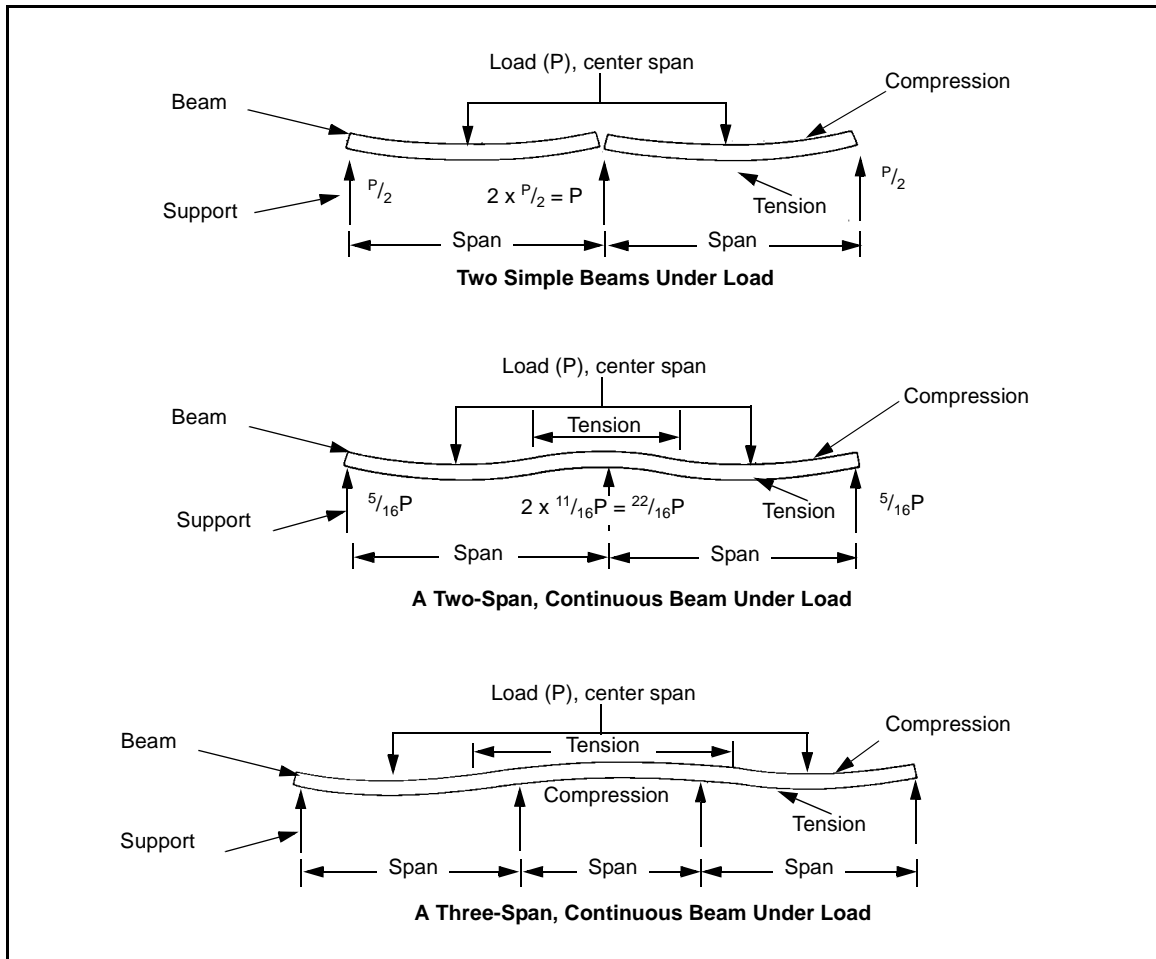 Load (P), center span
Beam
Compression
P/2
2 x P/2 = P
P/2
Support
Tension
Span
Span
Two Simple Beams Under Load
Load (P), center span
Beam
Compression
Tension
5/16P
2 x 11/16P = 22/16P
Tension
5/16P
Support
Span
Span
A Two-Span, Continuous Beam Under Load
Load (P), center span
Beam
Compression
Tension
Compression
Tension
Support
Span
Span
Span
A Three-Span, Continuous Beam Under Load